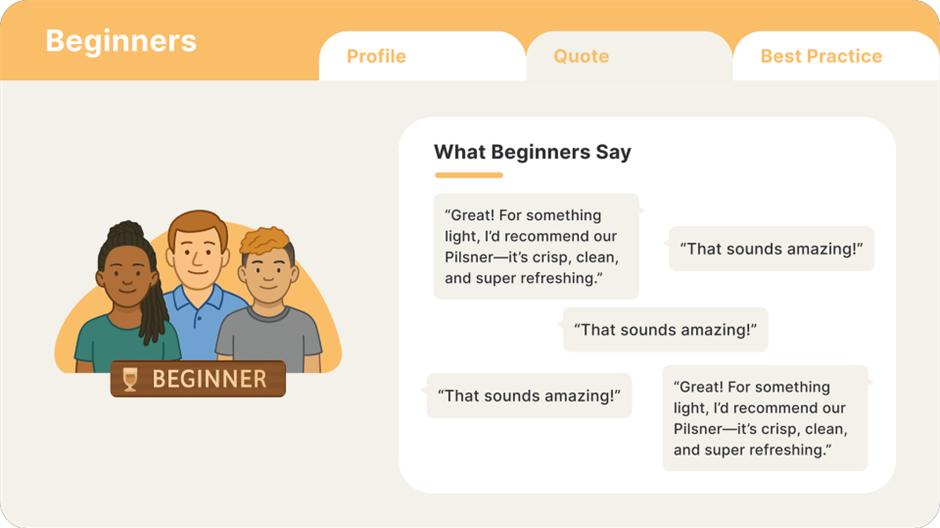 Beginners
Profile
Quote
Best Practice
What Beginners Say
“Great! For something
light, I’d recommend our
Pilsner—it’s crisp, clean,
and super refreshing.”
“That sounds amazing!”
“That sounds amazing!”
“That sounds amazing!”
“Great! For something
light, I’d recommend our
Pilsner—it’s crisp, clean,
and super refreshing.”
BEGINNER